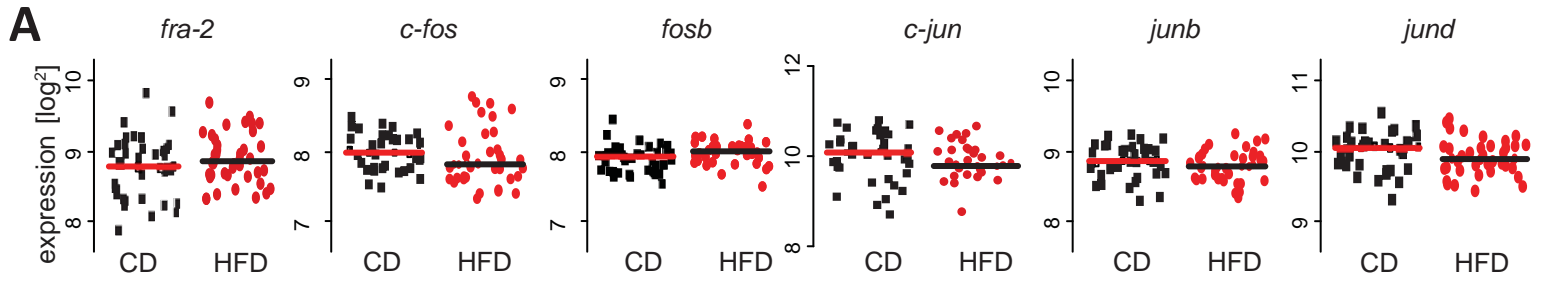 A
fra-2 c-fos fosb c-jun junb jund
expression [log²]
10 9 8
9 8 7
9 8 7
12 10 8
10 9 8
11 10 9
CD HFD CD HFD CD HFD CD HFD CD HFD CD HFD